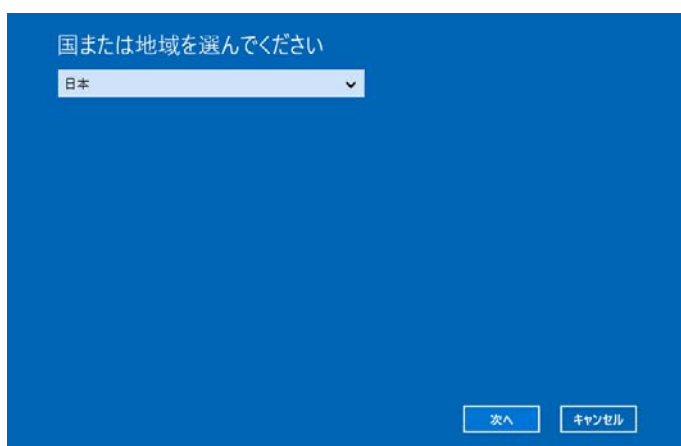 国または地域を選んでください
日本
次へ
キャンセル